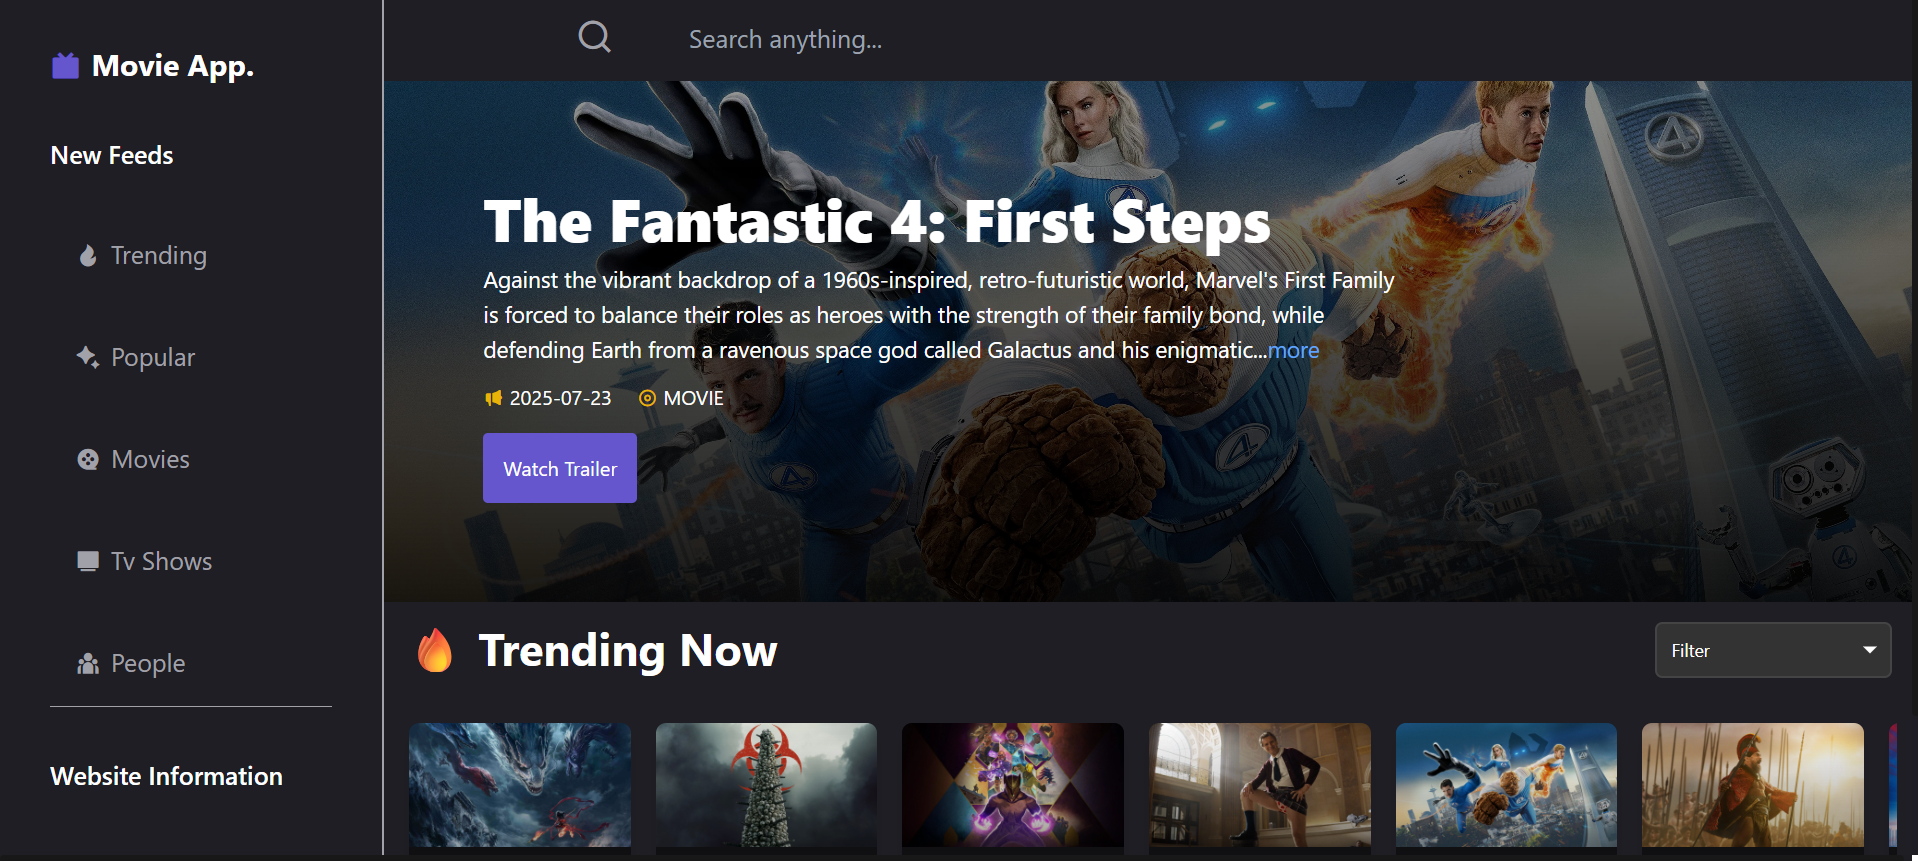 Movie App.
New Feeds
Trending
Popular
Movies
Tv Shows
People
Website Information
Search anything...
The Fantastic 4: First Steps
Against the vibrant backdrop of a 1960s-inspired, retro-futuristic world, Marvel's First Family
is forced to balance their roles as heroes with the strength of their family bond, while
defending Earth from a ravenous space god called Galactus and his enigmatic...more
2025-07-23 MOVIE
Watch Trailer
Trending Now
Filter